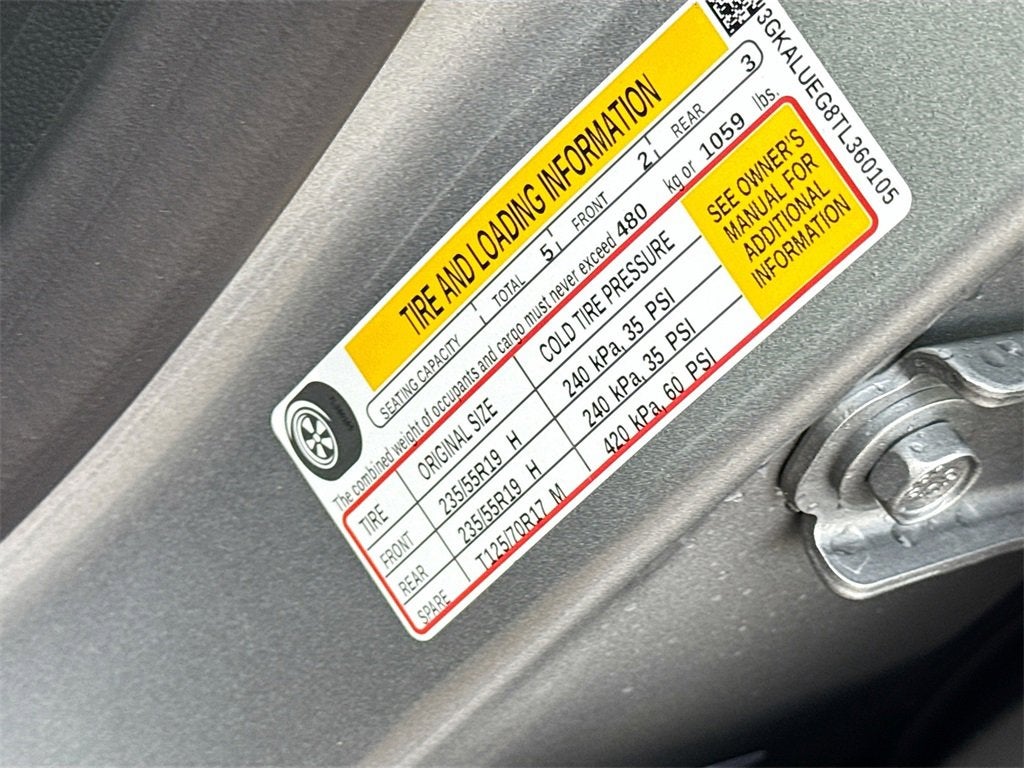 3GKALUEG8TL360105
TIRE AND LOADING INFORMATION
SEATING CAPACITY TOTAL 5 FRONT 2 REAR 3
The combined weight of occupants and cargo must never exceed 480 kg or 1059 lbs.
TIRE ORIGINAL SIZE COLD TIRE PRESSURE
FRONT 235/55R19 H 240 kPa, 35 PSI
REAR 235/55R19 H 240 kPa, 35 PSI
SPARE T125/70R17 M 420 kPa, 60 PSI
SEE OWNER'S
MANUAL FOR
ADDITIONAL
INFORMATION